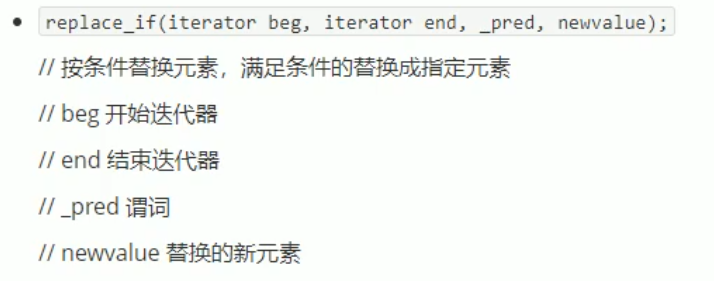 replace_if(iterator beg, iterator end, _pred, newvalue);
// 按条件替换元素，满足条件的替换成指定元素
// beg 开始迭代器
// end 结束迭代器
// _pred 谓词
// newvalue 替换的新元素